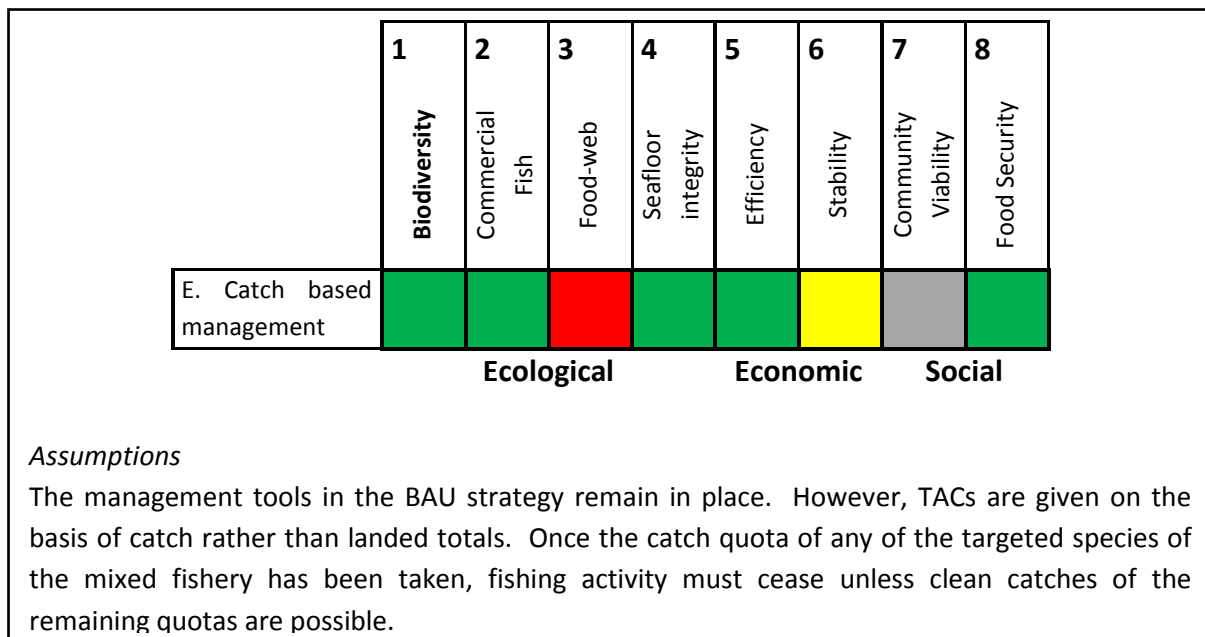 1 2 3 4 5 6 7 8
Biodiversity
Commercial
Fish
Food-web
Seafloor
integrity
Efficiency
Stability
Community
Viability
Food Security
E. Catch based
management
Ecological Economic Social
Assumptions
The management tools in the BAU strategy remain in place. However, TACs are given on the
basis of catch rather than landed totals. Once the catch quota of any of the targeted species of
the mixed fishery has been taken, fishing activity must cease unless clean catches of the
remaining quotas are possible.